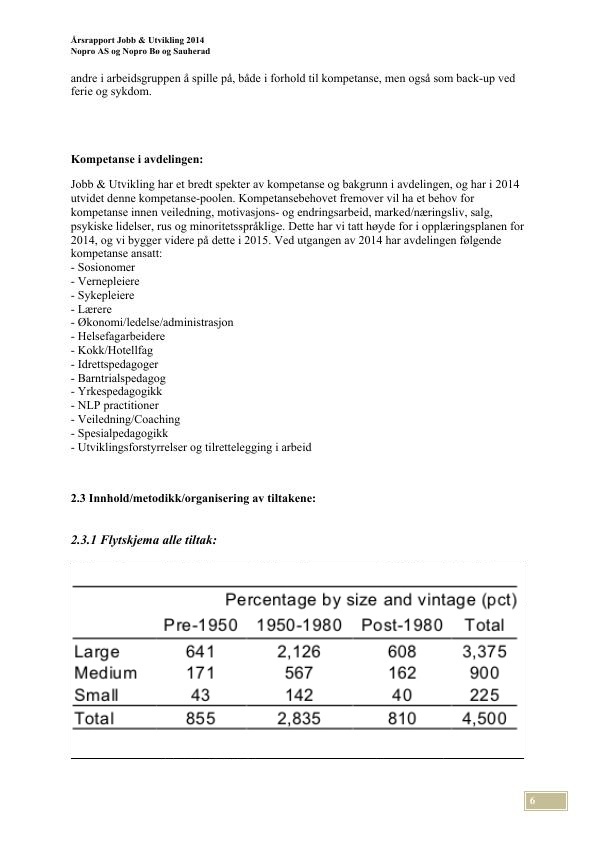 Årsrapport Jobb & Utvikling 2014
Nopro AS og Nopro Bø og Sauherad
andre i arbeidsgruppen å spille på, både i forhold til kompetanse, men også som back-up ved
ferie og sykdom.
Kompetanse i avdelingen:
Jobb & Utvikling har et bredt spekter av kompetanse og bakgrunn i avdelingen, og har i 2014
utvidet denne kompetanse-poolen. Kompetansebehovet fremover vil ha et behov for
kompetanse innen veiledning, motivasjons- og endringsarbeid, marked/næringsliv, salg,
psykiske lidelser, rus og minoritetsspråklige. Dette har vi tatt høyde for i opplæringsplanen for
2014, og vi bygger videre på dette i 2015. Ved utgangen av 2014 har avdelingen følgende
kompetanse ansatt:
- Sosionomer
- Vernepleiere
- Sykepleiere
- Lærere
- Økonomi/ledelse/administrasjon
- Helsefagarbeidere
- Kokk/Hotellfag
- Idrettspedagoger
- Barntrialspedagog
- Yrkespedagogikk
- NLP practitioner
- Veiledning/Coaching
- Spesialpedagogikk
- Utviklingsforstyrrelser og tilrettelegging i arbeid
2.3 Innhold/metodikk/organisering av tiltakene:
2.3.1 Flytskjema alle tiltak:
Percentage by size and vintage (pct)
Pre-1950 1950-1980 Post-1980 Total
Large 641 2,126 608 3,375
Medium 171 567 162 900
Small 43 142 40 225
Total 855 2,835 810 4,500
6